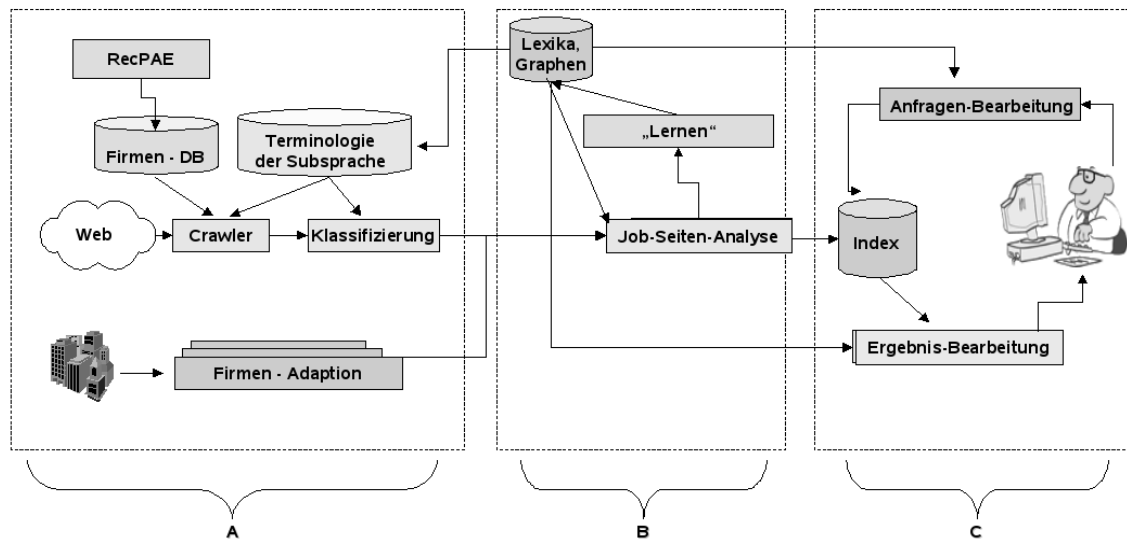 RecPAE
Firmen - DB
Terminologie
der Subsprache
Web
Crawler
Klassifizierung
Firmen - Adaption
A
Lexika,
Graphen
„Lernen“
Job-Seiten-Analyse
B
Anfragen-Bearbeitung
Index
Ergebnis-Bearbeitung
C